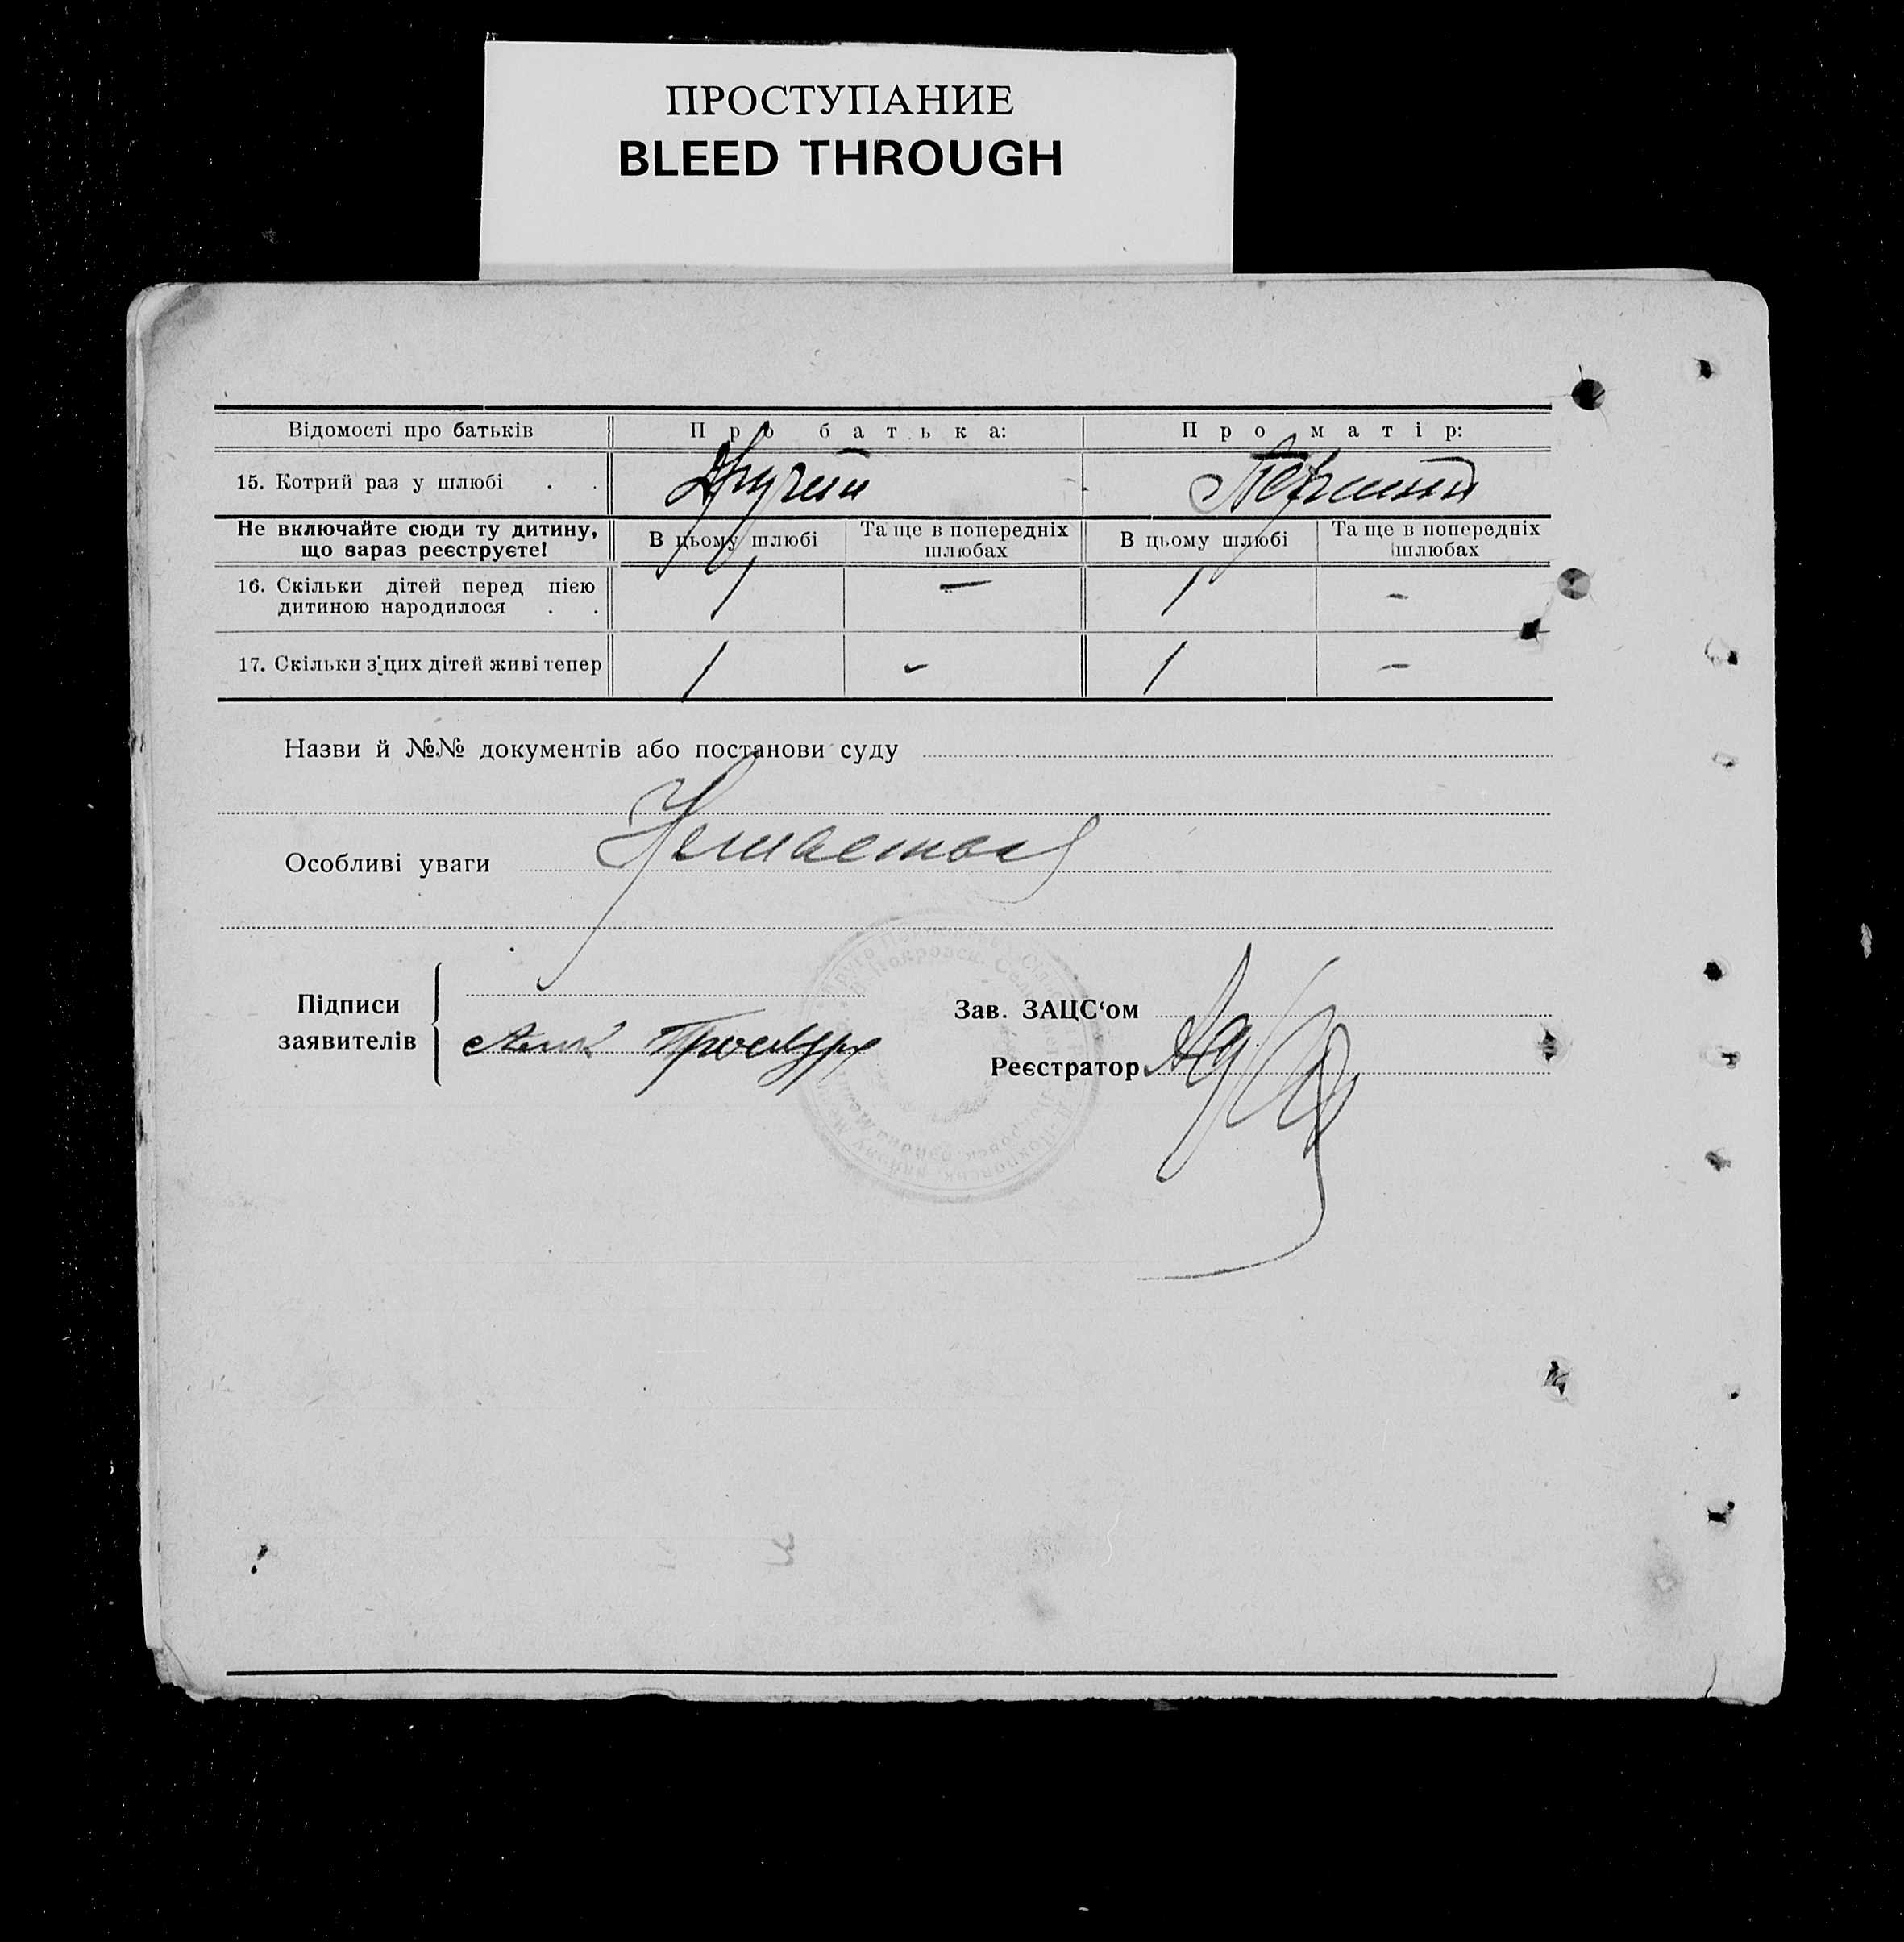 ПРОСТУПАНИЕ
BLEED THROUGH
Відомості про батьків Про батька: Про матір:
15. Котрий раз у шлюбі . . Другий Перший
Не включайте сюди ту дитину, що вараз реєструєте! В цьому шлюбі Та ще в попередніх шлюбах В цьому шлюбі Та ще в попередніх шлюбах
16. Скільки дітей перед цією дитиною народилося . . 1 — 1 —
17. Скільки з'цих дітей живі тепер 1 - 1 —
Назви й №№ документів або постанови суду
Особливі уваги
Підписи заявителів
Зав. ЗАЦС‘ом
Реєстратор